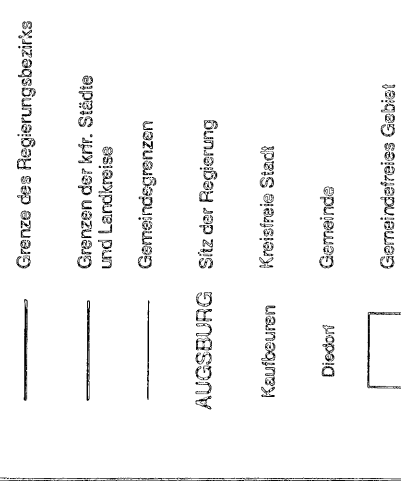 Grenze des Regierungsbezirks
Grenzen der krfr. Städte
und Landkreise
Gemeindegrenzen
AUGSBURG Sitz der Regierung
Kaufbeuren Kreisfreie Stadt
Diedorf Gemeinde
Gemeindefreies Gebiet